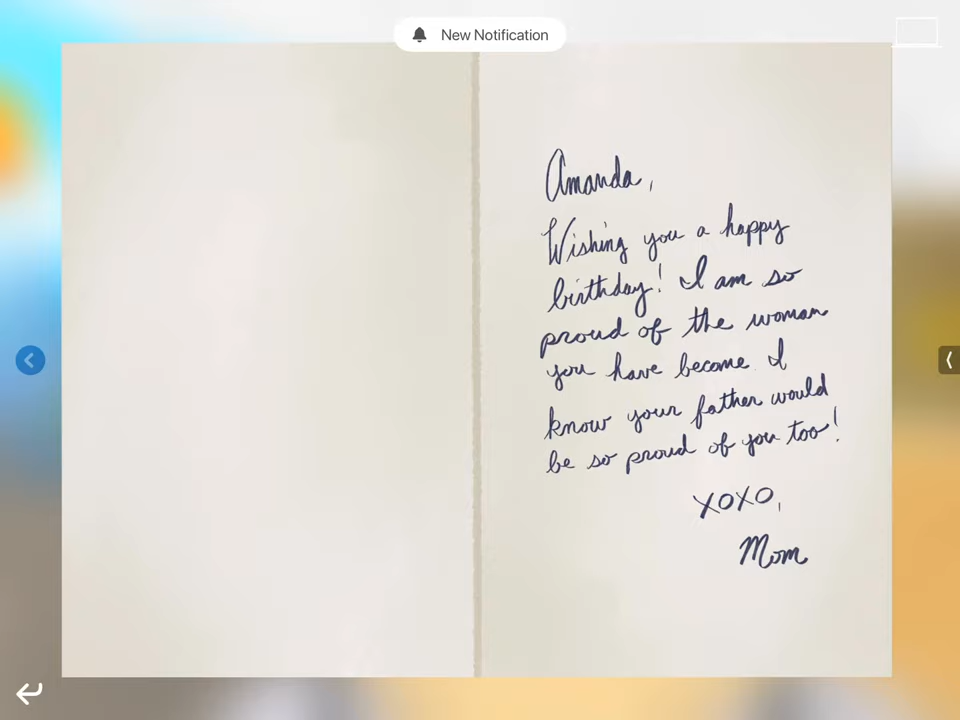 New Notification
Amanda,
Wishing you a happy
birthday! I am so
proud of the woman
you have become. I
know your father would
be so proud of you too!
XOXO,
Mom